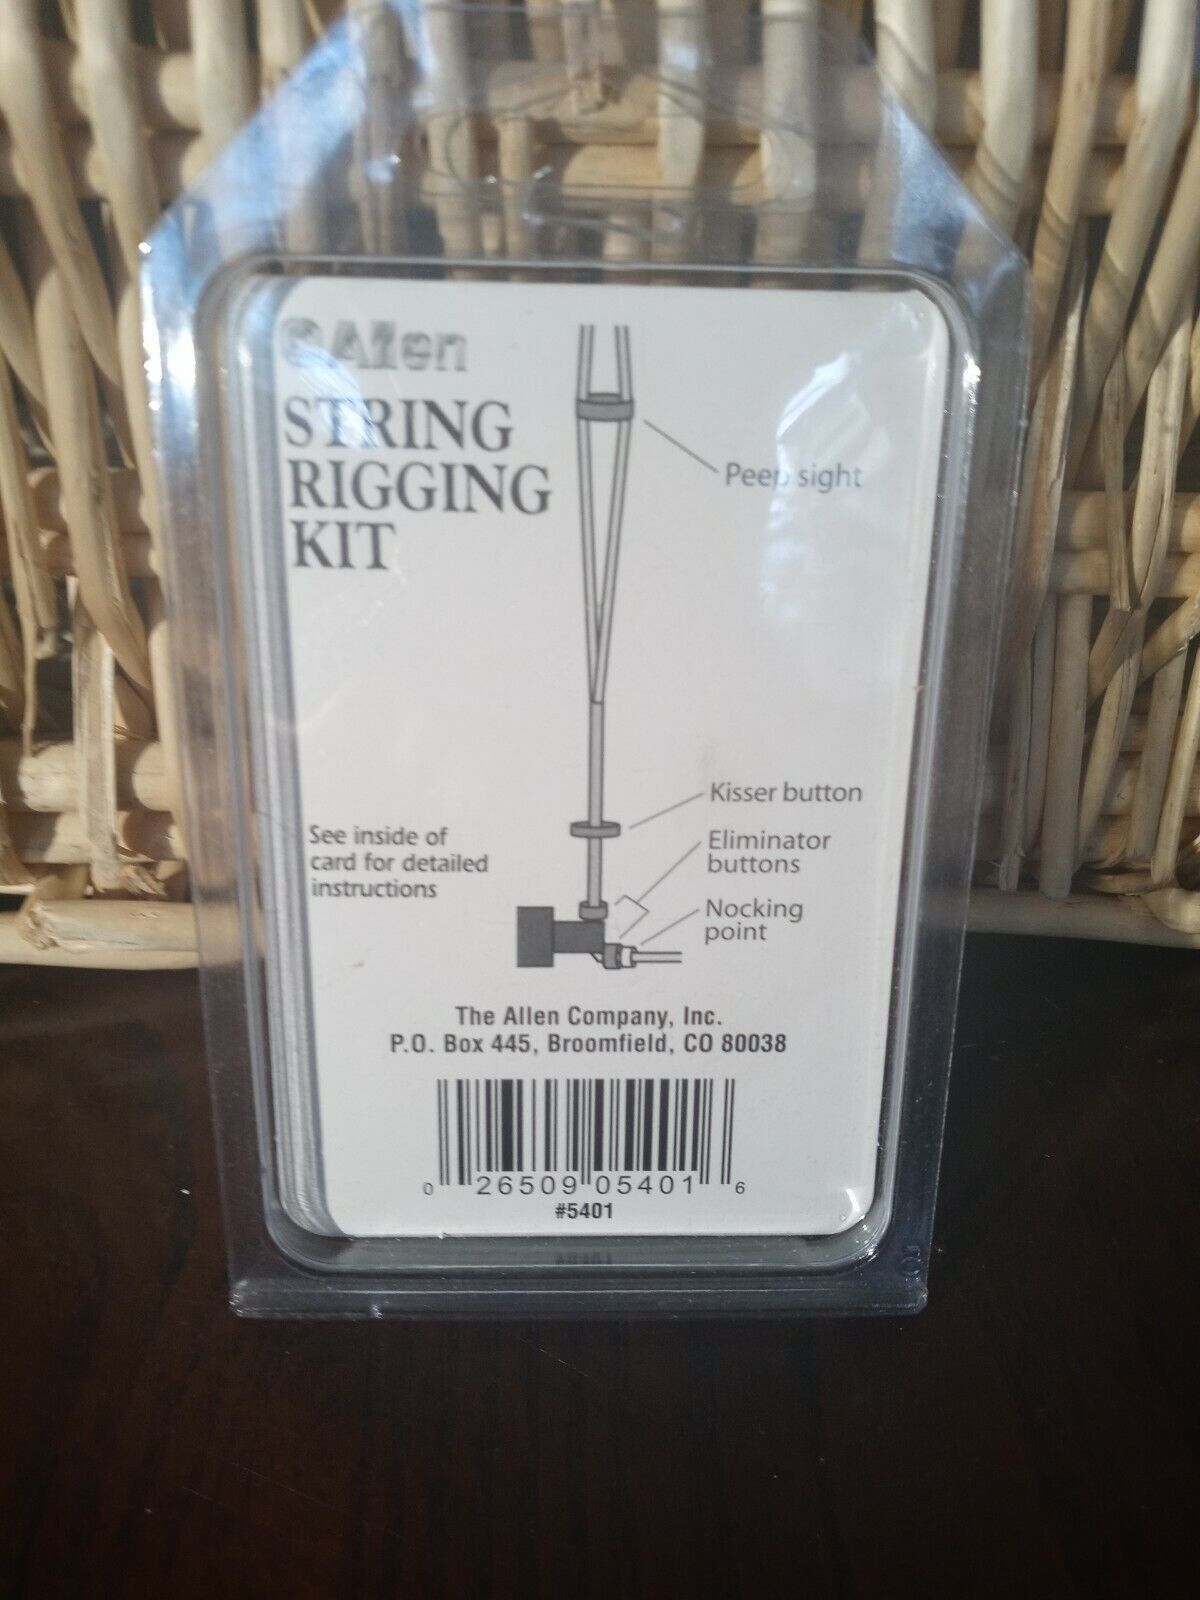 Allen
STRING
RIGGING
KIT
Peep sight
Kisser button
See inside of
card for detailed
instructions
Eliminator
buttons
Nocking
point
The Allen Company, Inc.
P.O. Box 445, Broomfield, CO 80038
0 26509 05401 6
#5401